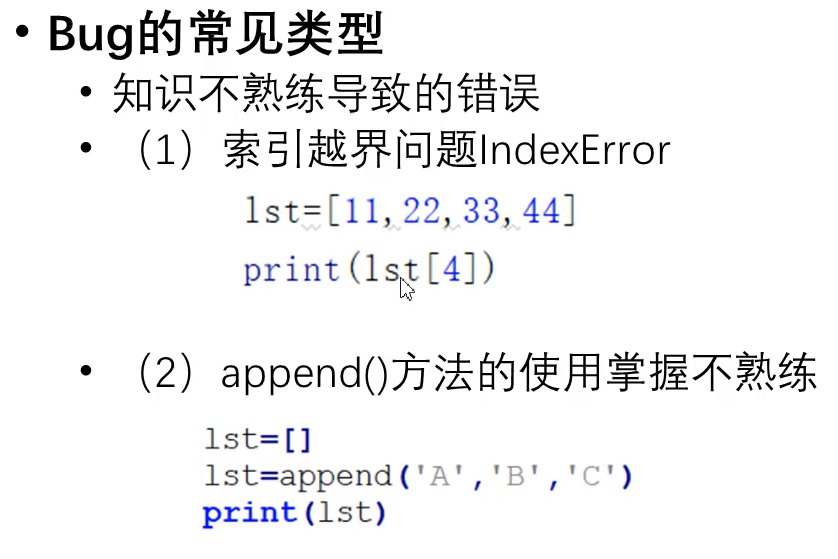 • Bug的常见类型
• 知识不熟练导致的错误
• （1）索引越界问题IndexError
lst=[11,22,33,44]
print(lst[4])
• （2）append()方法的使用掌握不熟练
lst=[]
lst=append('A','B','C')
print(lst)